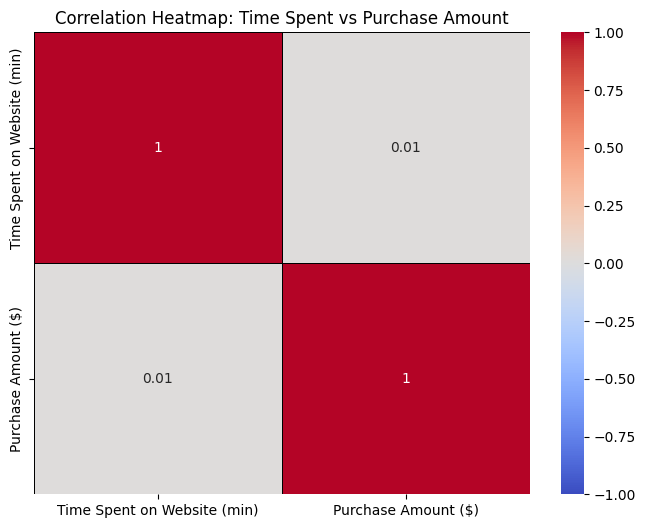 Correlation Heatmap: Time Spent vs Purchase Amount
Time Spent on Website (min)
Purchase Amount ($)
1
0.01
0.01
1
Time Spent on Website (min)
Purchase Amount ($)
1.00
0.75
0.50
0.25
0.00
−0.25
−0.50
−0.75
−1.00